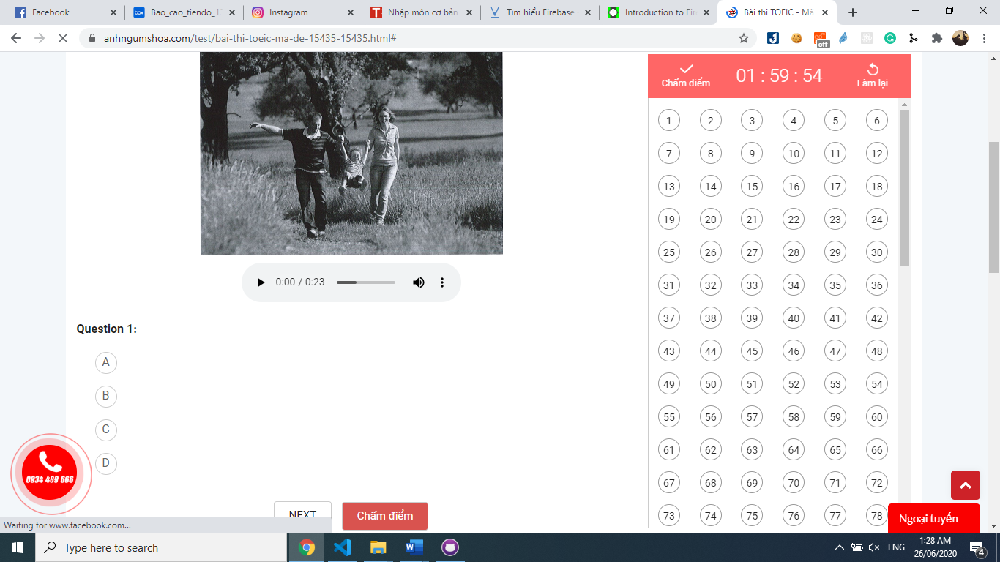 Facebook
Bao_cao_tiendo_13
Instagram
Nhập môn cơ bản
Tìm hiểu Firebase
Introduction to Fir
Bài thi TOEIC - Mã
anhngumshoa.com/test/bai-thi-toeic-ma-de-15435-15435.html#
off
Chấm điểm
01 : 59 : 54
Làm lại
1 2 3 4 5 6
7 8 9 10 11 12
13 14 15 16 17 18
19 20 21 22 23 24
25 26 27 28 29 30
31 32 33 34 35 36
37 38 39 40 41 42
43 44 45 46 47 48
49 50 51 52 53 54
55 56 57 58 59 60
61 62 63 64 65 66
67 68 69 70 71 72
73 74 75 76 77 78
0:00 / 0:23
Question 1:
A
B
C
D
0934 489 666
NEXT
Chấm điểm
Ngoại tuyến
Waiting for www.facebook.com...
Type here to search
ENG
1:28 AM
26/06/2020
4